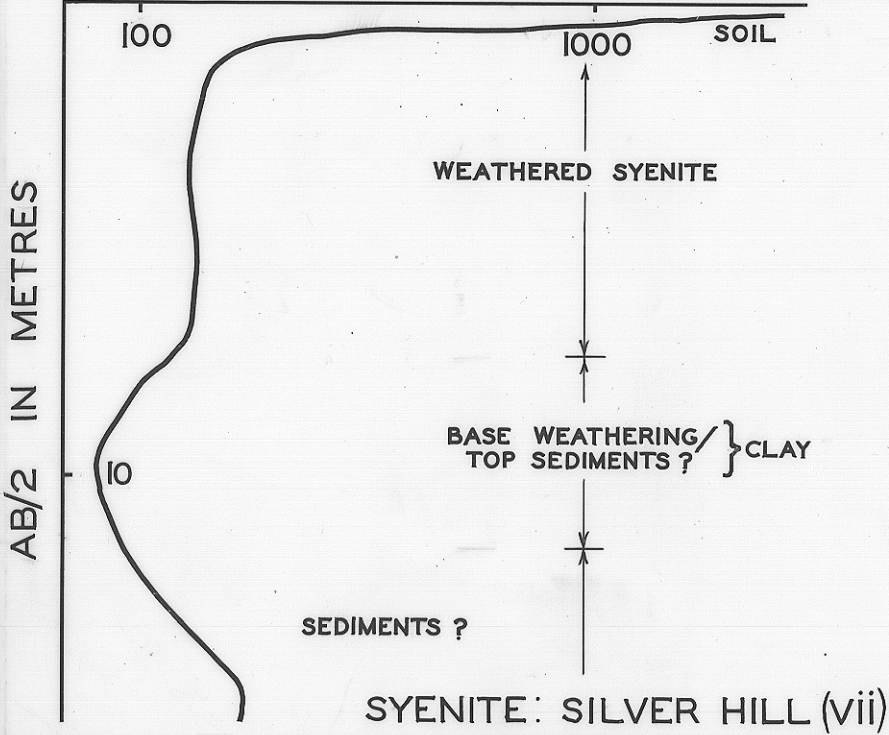 100
1000
SOIL
WEATHERED SYENITE
AB/2 IN METRES
BASE WEATHERING/
TOP SEDIMENTS ?
} CLAY
10
SEDIMENTS ?
SYENITE: SILVER HILL (vii)